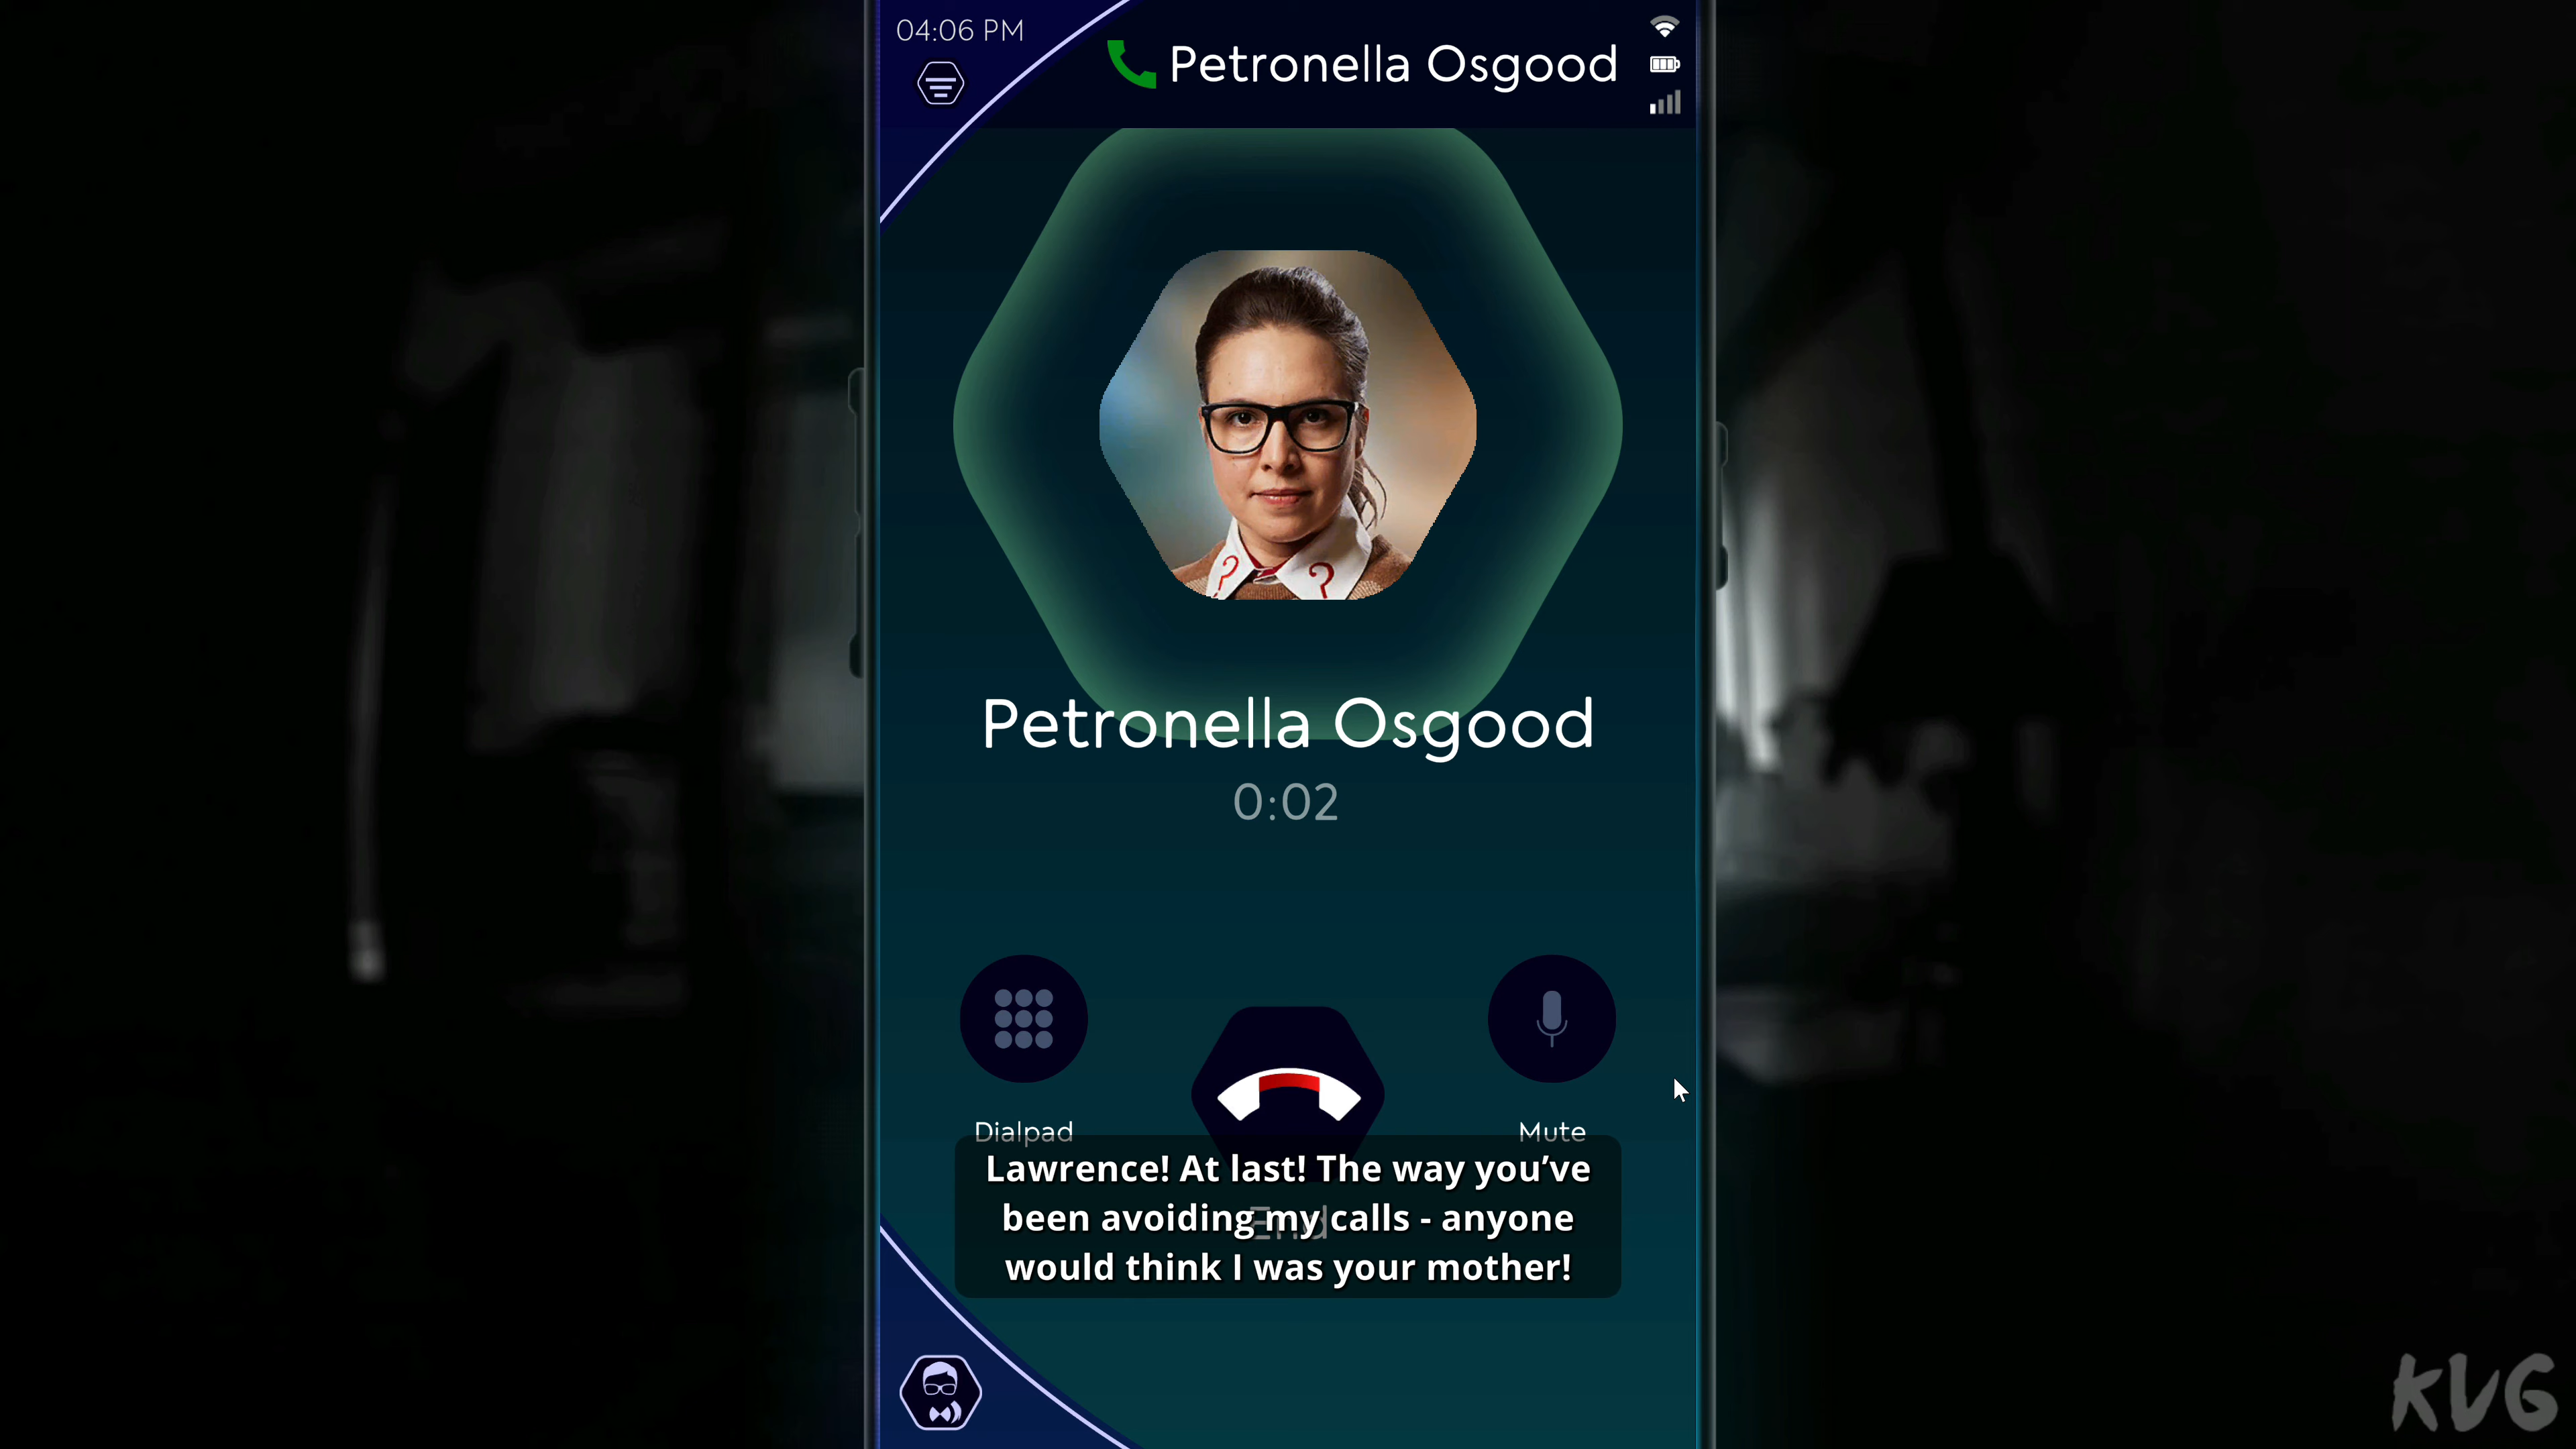 04:06 PM
Petronella Osgood
Petronella Osgood
0:02
Dialpad
Mute
End
Lawrence! At last! The way you’ve
been avoiding my calls - anyone
would think I was your mother!
KVG